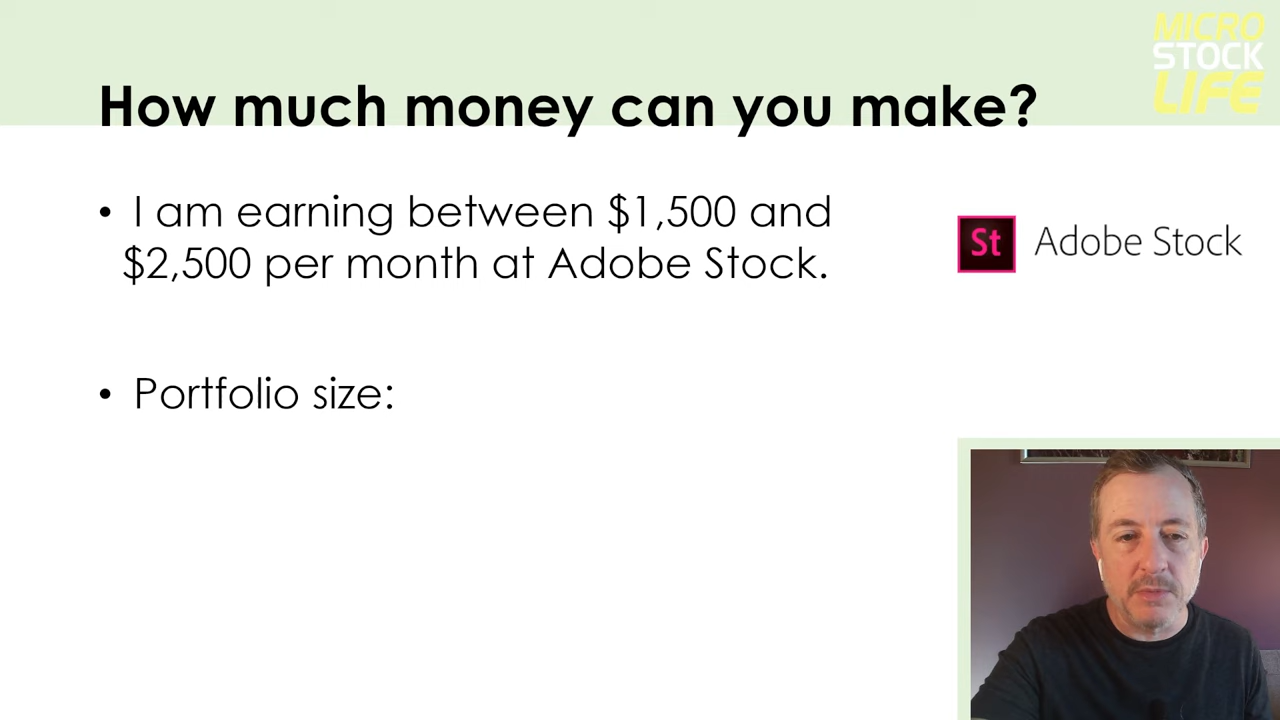 MICRO
STOCK
LIFE
How much money can you make?
• I am earning between $1,500 and
$2,500 per month at Adobe Stock.
St Adobe Stock
• Portfolio size: